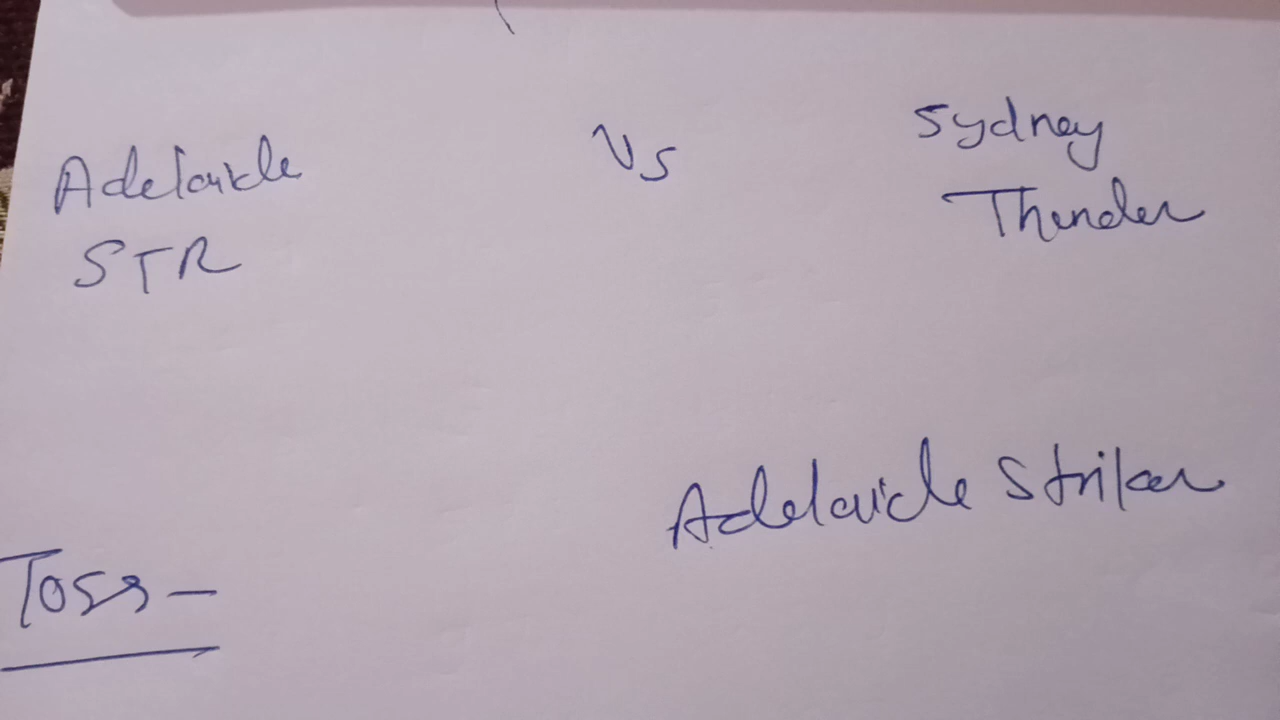 Adelaide
STR
Vs
Sydney
Thunder
Adelaide Striker
Toss-